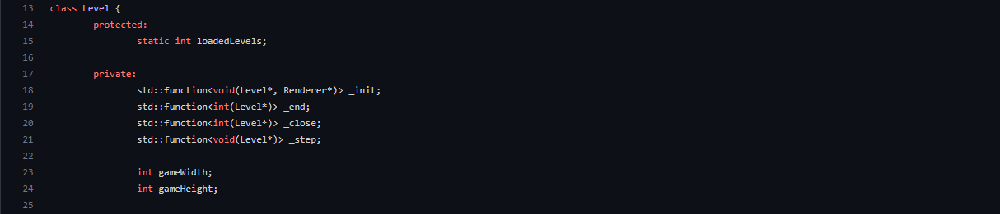 13 class Level {
14 protected:
15 static int loadedLevels;
16
17 private:
18 std::function<void(Level*, Renderer*)> _init;
19 std::function<int(Level*)> _end;
20 std::function<int(Level*)> _close;
21 std::function<void(Level*)> _step;
22
23 int gameWidth;
24 int gameHeight;
25